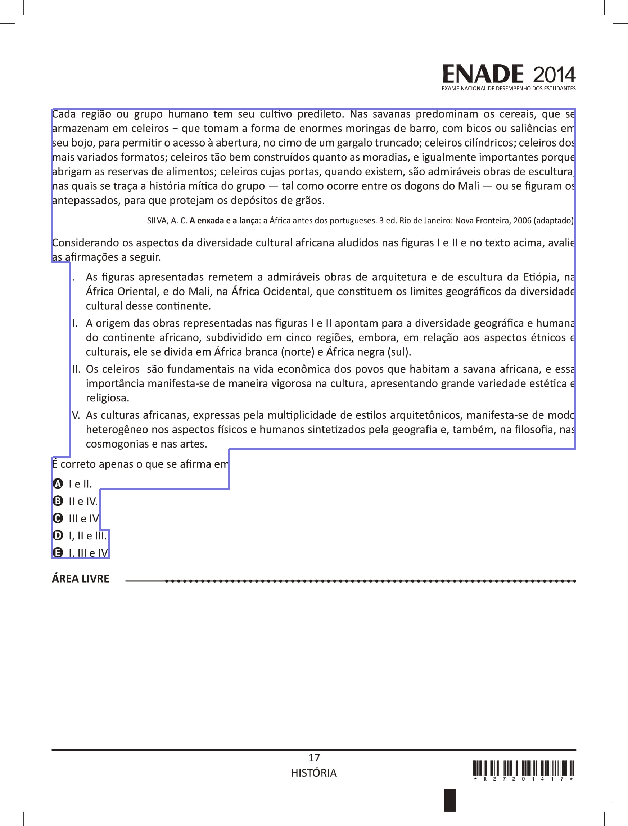 ENADE 2014
EXAME NACIONAL DE DESEMPENHO DOS ESTUDANTES
Cada região ou grupo humano tem seu cultivo predileto. Nas savanas predominam os cereais, que se
armazenam em celeiros – que tomam a forma de enormes moringas de barro, com bicos ou saliências em
seu bojo, para permitir o acesso à abertura, no cimo de um gargalo truncado; celeiros cilíndricos; celeiros dos
mais variados formatos; celeiros tão bem construídos quanto as moradias, e igualmente importantes porque
abrigam as reservas de alimentos; celeiros cujas portas, quando existem, são admiráveis obras de escultura,
nas quais se traça a história mítica do grupo — tal como ocorre entre os dogons do Mali — ou se figuram os
antepassados, para que protejam os depósitos de grãos.
SILVA, A. C. A enxada e a lança: a África antes dos portugueses. 3 ed. Rio de Janeiro: Nova Fronteira, 2006 (adaptado)
Considerando os aspectos da diversidade cultural africana aludidos nas figuras I e II e no texto acima, avalie
as afirmações a seguir.
I. As figuras apresentadas remetem a admiráveis obras de arquitetura e de escultura da Etiópia, na
África Oriental, e do Mali, na África Ocidental, que constituem os limites geográficos da diversidade
cultural desse continente.
I. A origem das obras representadas nas figuras I e II apontam para a diversidade geográfica e humana
do continente africano, subdividido em cinco regiões, embora, em relação aos aspectos étnicos e
culturais, ele se divida em África branca (norte) e África negra (sul).
II. Os celeiros são fundamentais na vida econômica dos povos que habitam a savana africana, e essa
importância manifesta-se de maneira vigorosa na cultura, apresentando grande variedade estética e
religiosa.
V. As culturas africanas, expressas pela multiplicidade de estilos arquitetônicos, manifesta-se de modo
heterogêneo nos aspectos físicos e humanos sintetizados pela geografia e, também, na filosofia, nas
cosmogonias e nas artes.
É correto apenas o que se afirma em
A I e II.
B II e IV.
C III e IV
D I, II e III.
E I, III e IV
ÁREA LIVRE
17
HISTÓRIA
*R2720141 7*